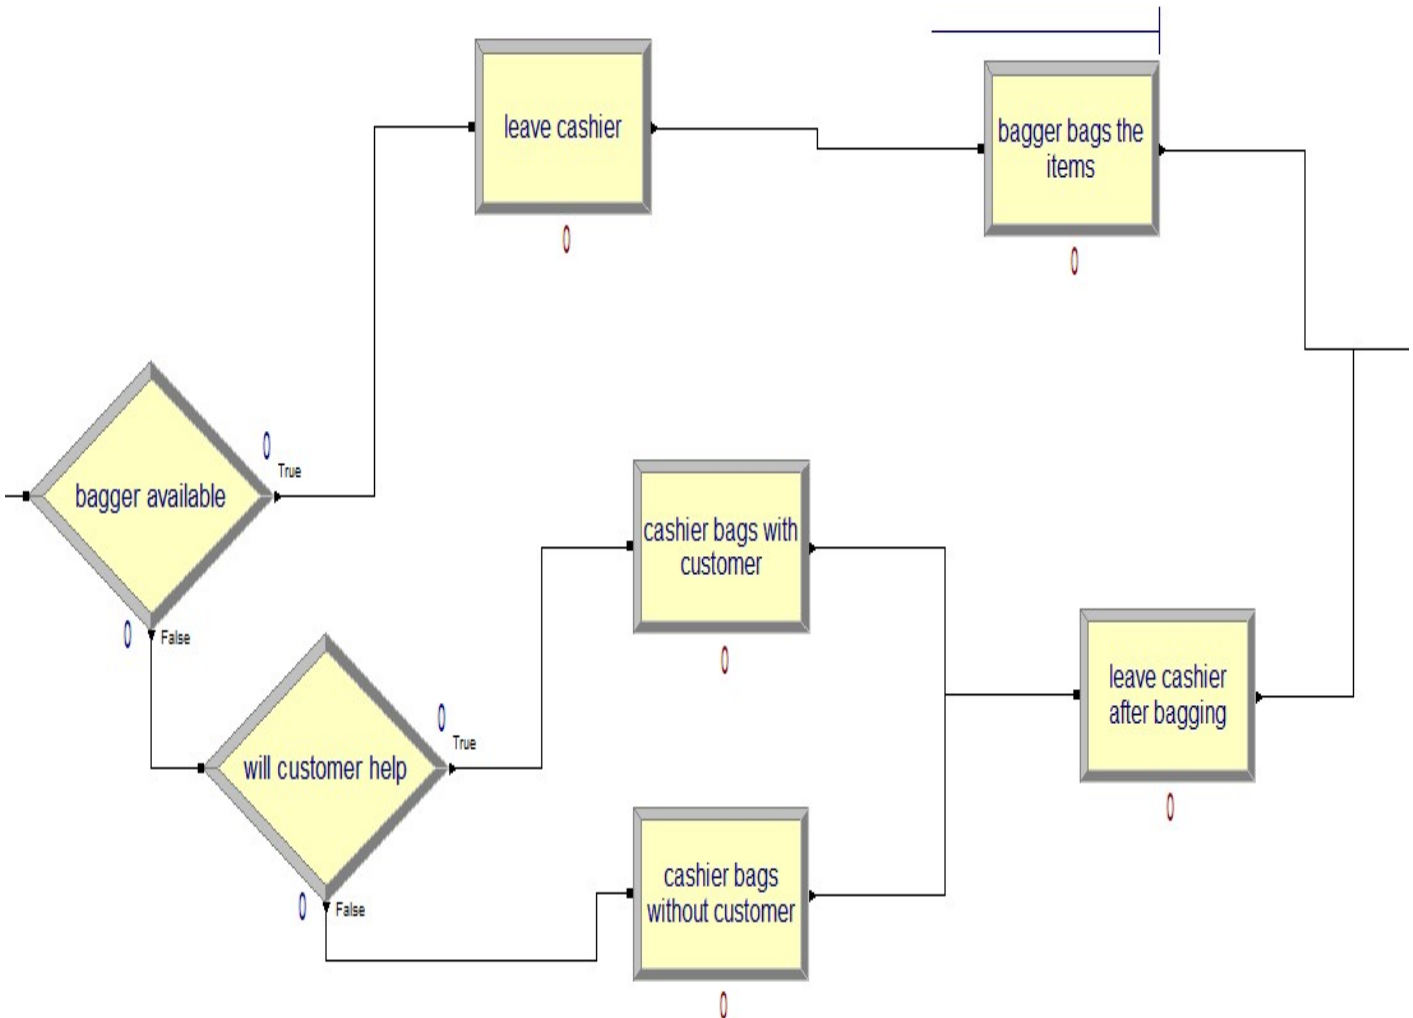 leave cashier
0
bagger bags the
items
0
bagger available
0
True
0
False
will customer help
0
True
0
False
cashier bags with
customer
0
cashier bags
without customer
0
leave cashier
after bagging
0